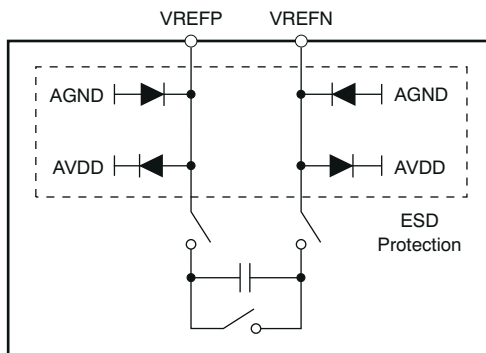 VREFP VREFN
AGND AGND
AVDD AVDD
ESD
Protection